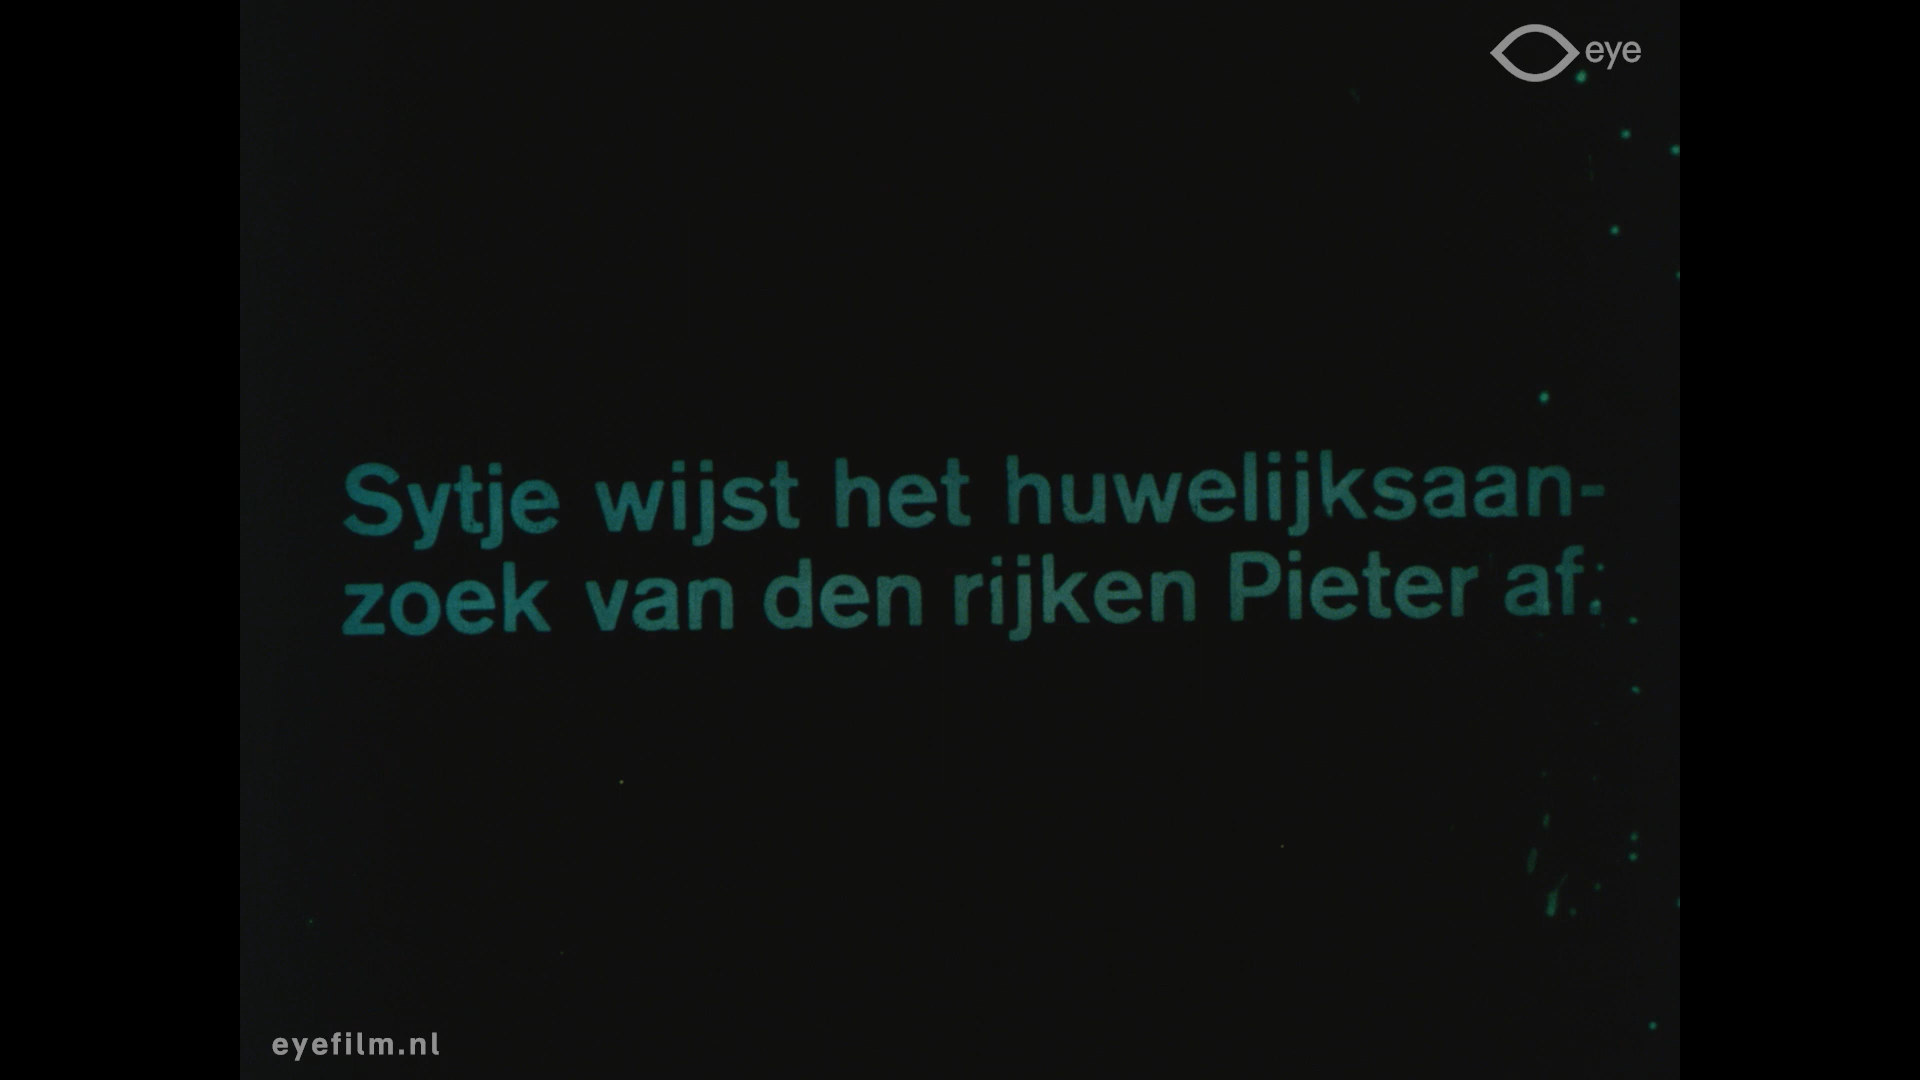 eye
Sytje wijst het huwelijksaan-
zoek van den rijken Pieter af.
eyefilm.nl